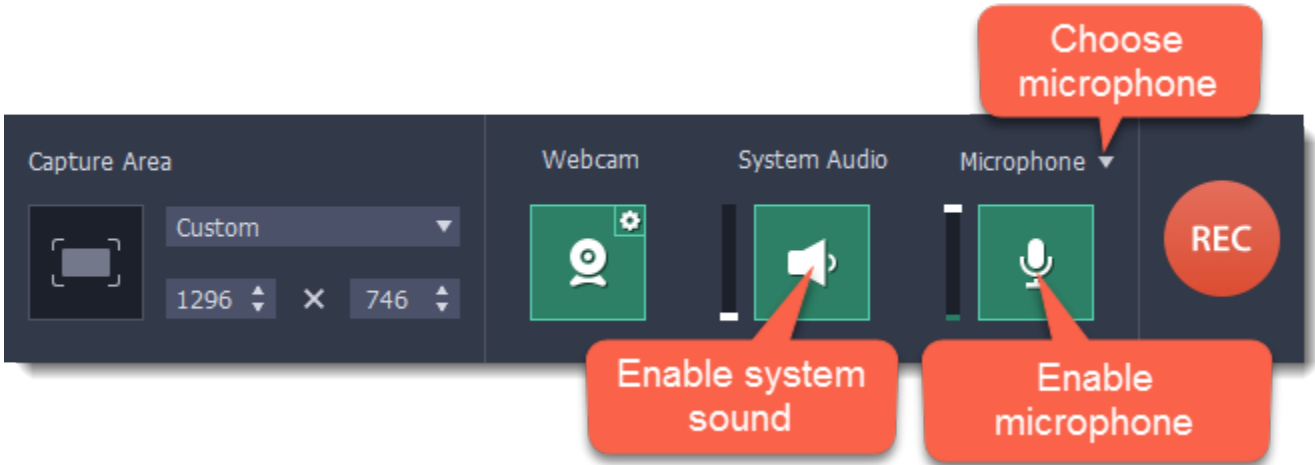 Choose
microphone
Capture Area
Webcam
System Audio
Microphone
Custom
1296 × 746
REC
Enable system
sound
Enable
microphone